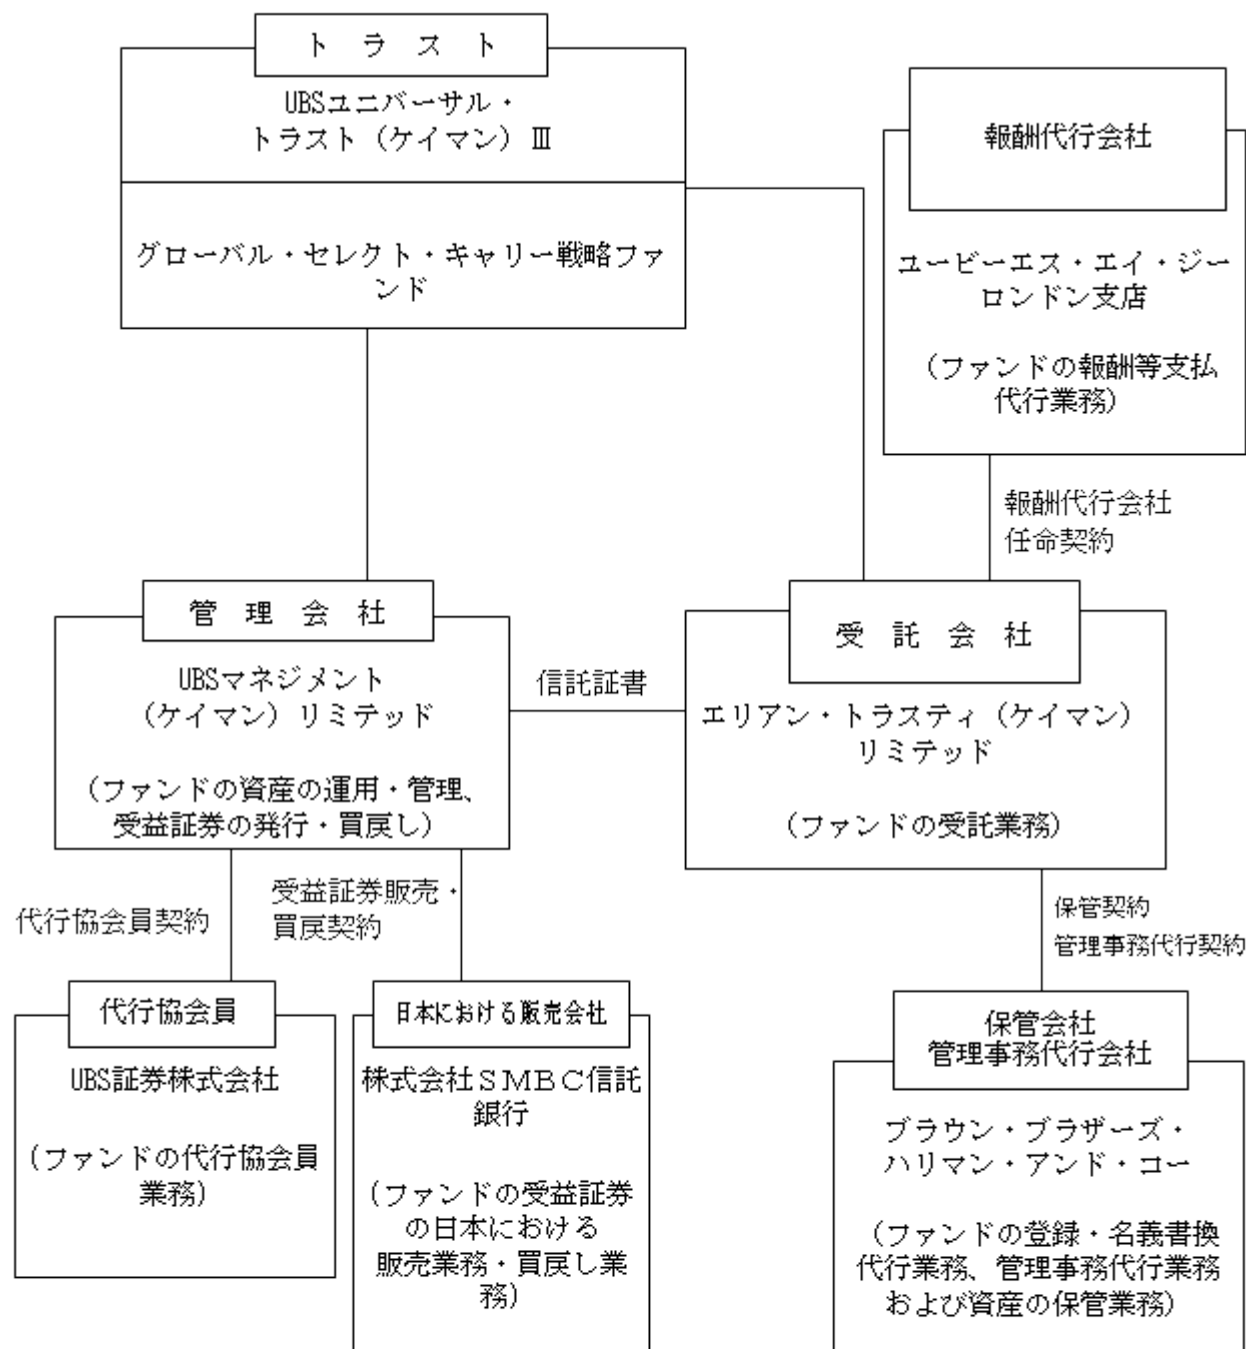 ト ラ ス ト
UBSユニバーサル・
トラスト（ケイマン）Ⅲ
グローバル・セレクト・キャリー戦略ファ
ンド
報酬代行会社
ユービーエス・エイ・ジー
ロンドン支店
（ファンドの報酬等支払
代行業務）
報酬代行会社
任命契約
管 理 会 社
UBSマネジメント
（ケイマン）リミテッド
（ファンドの資産の運用・管理、
受益証券の発行・買戻し）
信託証書
受 託 会 社
エリアン・トラスティ（ケイマン）
リミテッド
（ファンドの受託業務）
代行協会員契約
受益証券販売・
買戻契約
保管契約
管理事務代行契約
代行協会員
UBS証券株式会社
（ファンドの代行協会員
業務）
日本における販売会社
株式会社ＳＭＢＣ信託
銀行
（ファンドの受益証券
の日本における
販売業務・買戻し業
務）
保管会社
管理事務代行会社
ブラウン・ブラザーズ・
ハリマン・アンド・コー
（ファンドの登録・名義書換
代行業務、管理事務代行業務
および資産の保管業務）